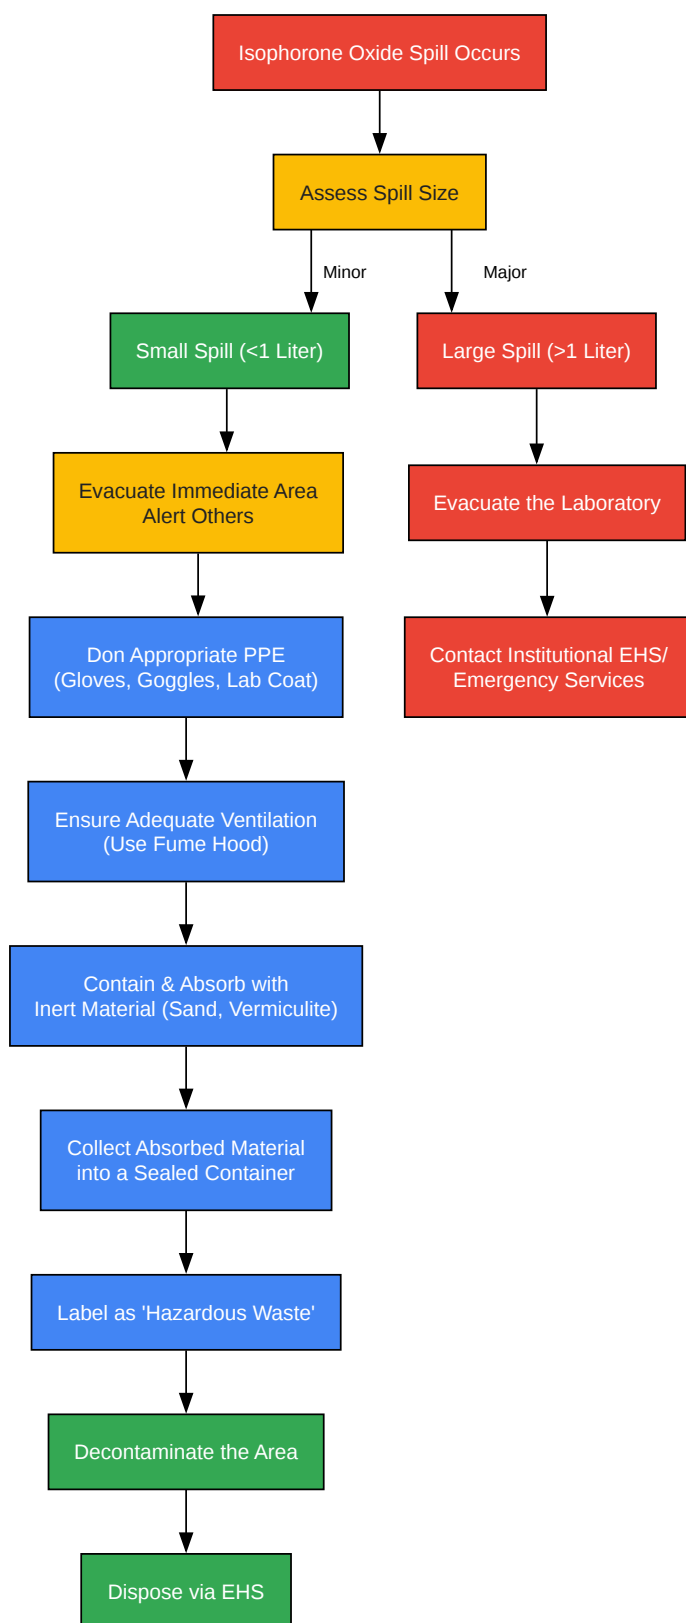 Isophorone Oxide Spill Occurs
Assess Spill Size
Minor
Major
Small Spill (<1 Liter)
Large Spill (>1 Liter)
Evacuate Immediate Area
Alert Others
Evacuate the Laboratory
Don Appropriate PPE
(Gloves, Goggles, Lab Coat)
Contact Institutional EHS/
Emergency Services
Ensure Adequate Ventilation
(Use Fume Hood)
Contain & Absorb with
Inert Material (Sand, Vermiculite)
Collect Absorbed Material
into a Sealed Container
Label as 'Hazardous Waste'
Decontaminate the Area
Dispose via EHS